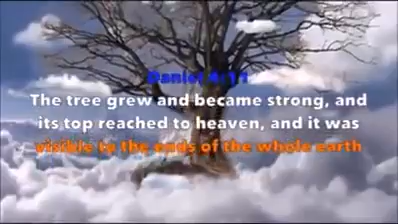 Daniel 4:11
The tree grew and became strong, and
its top reached to heaven, and it was
visible to the ends of the whole earth